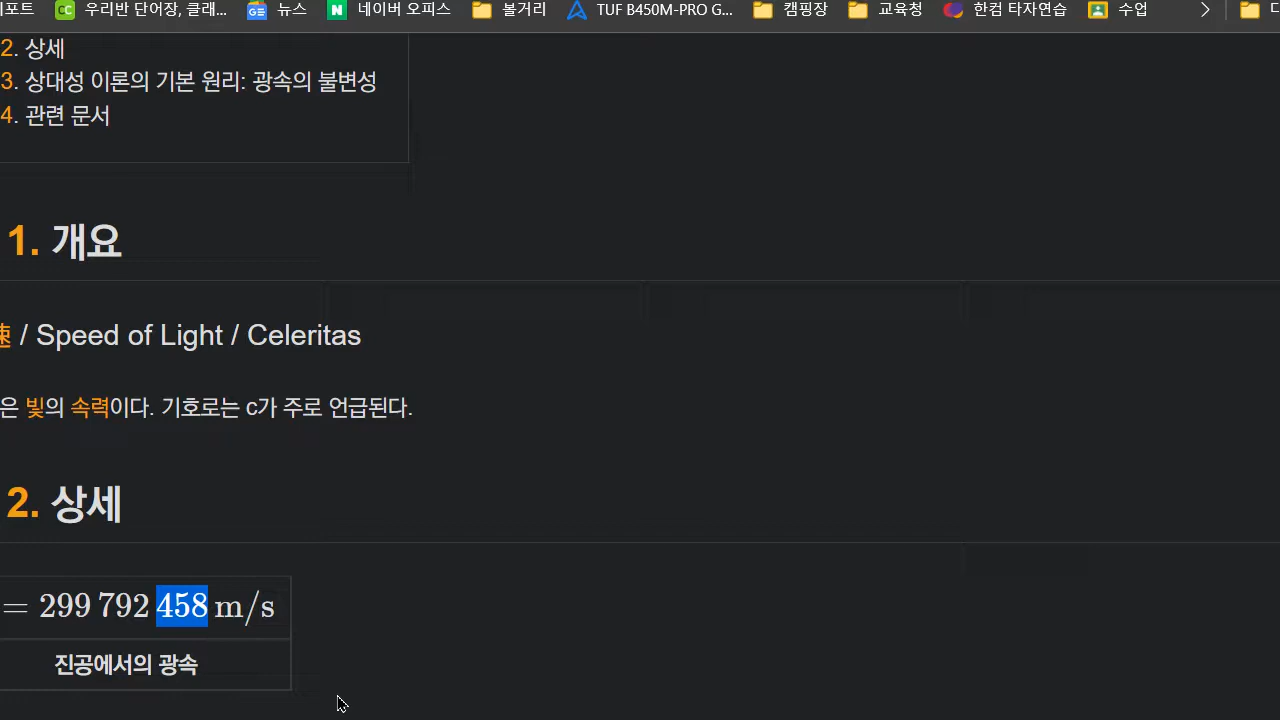 리포트 우리반 단어장, 클래... 뉴스 네이버 오피스 볼거리 TUF B450M-PRO G... 캠핑장 교육청 한컴 타자연습 수업
2. 상세
3. 상대성 이론의 기본 원리: 광속의 불변성
4. 관련 문서
1. 개요
速 / Speed of Light / Celeritas
은 빛의 속력이다. 기호로는 c가 주로 언급된다.
2. 상세
= 299 792 458 m/s
진공에서의 광속